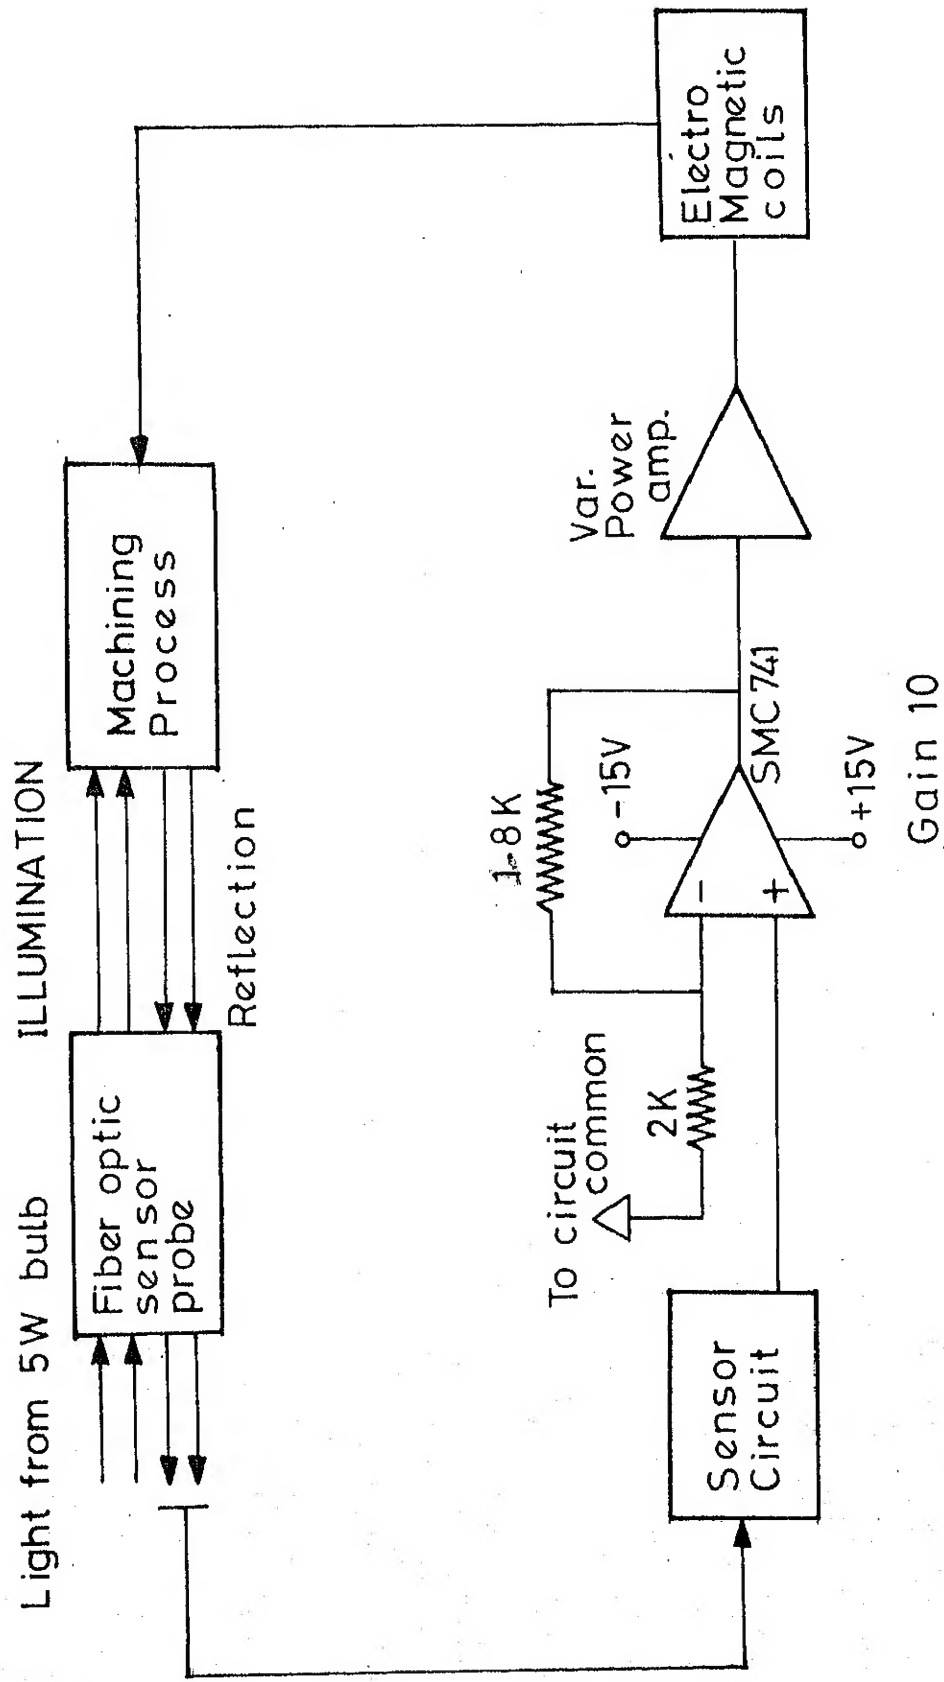 Light from 5W bulb
ILLUMINATION
Fiber optic
sensor
probe
Machining
Process
Reflection
Electro
Magnetic
coils
To circuit
common
2K
1.8K
-15V
+15V
-
+
SMC 741
Var.
Power
amp.
Sensor
Circuit
Gain 10